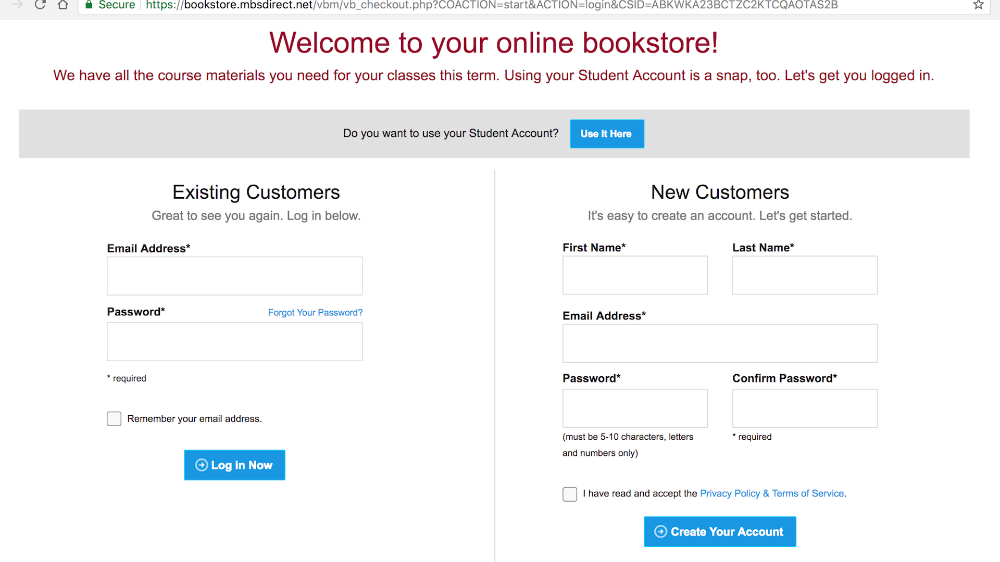 Secure https://bookstore.mbsdirect.net/vbm/vb_checkout.php?COACTION=start&ACTION=login&CSID=ABKWKA23BCTZC2KTCQAOTAS2B
Welcome to your online bookstore!
We have all the course materials you need for your classes this term. Using your Student Account is a snap, too. Let's get you logged in.
Do you want to use your Student Account? Use It Here
Existing Customers
Great to see you again. Log in below.
Email Address*
Password* Forgot Your Password?
* required
Remember your email address.
Log in Now
New Customers
It's easy to create an account. Let's get started.
First Name* Last Name*
Email Address*
Password* Confirm Password*
(must be 5-10 characters, letters
and numbers only)
* required
I have read and accept the Privacy Policy & Terms of Service.
Create Your Account